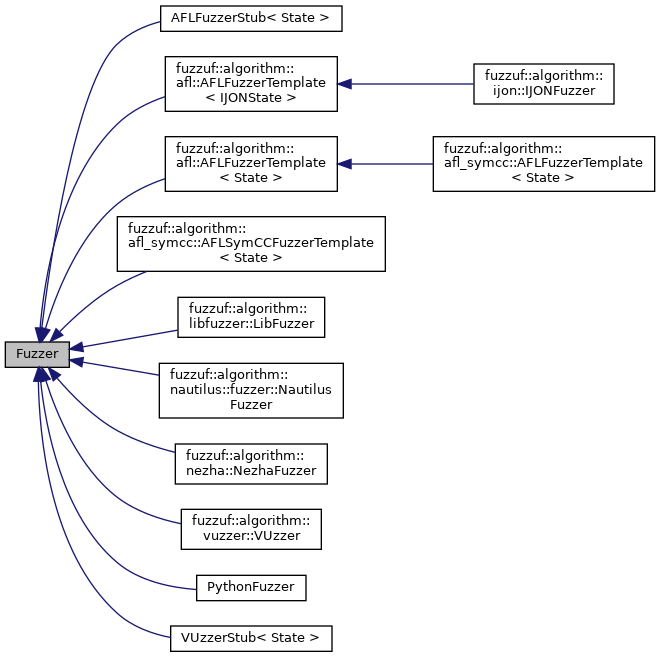 AFLFuzzerStub< State >
fuzzuf::algorithm::
afl::AFLFuzzerTemplate
< IJONState >
fuzzuf::algorithm::
ijon::IJONFuzzer
fuzzuf::algorithm::
afl::AFLFuzzerTemplate
< State >
fuzzuf::algorithm::
afl_symcc::AFLFuzzerTemplate
< State >
fuzzuf::algorithm::
afl_symcc::AFLSymCCFuzzerTemplate
< State >
fuzzuf::algorithm::
libfuzzer::LibFuzzer
Fuzzer
fuzzuf::algorithm::
nautilus::fuzzer::Nautilus
Fuzzer
fuzzuf::algorithm::
nezha::NezhaFuzzer
fuzzuf::algorithm::
vuzzer::VUzzer
PythonFuzzer
VUzzerStub< State >